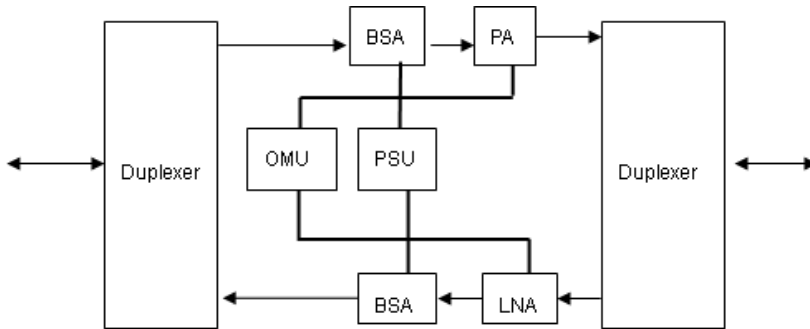 BSA
PA
OMU
PSU
Duplexer
Duplexer
BSA
LNA